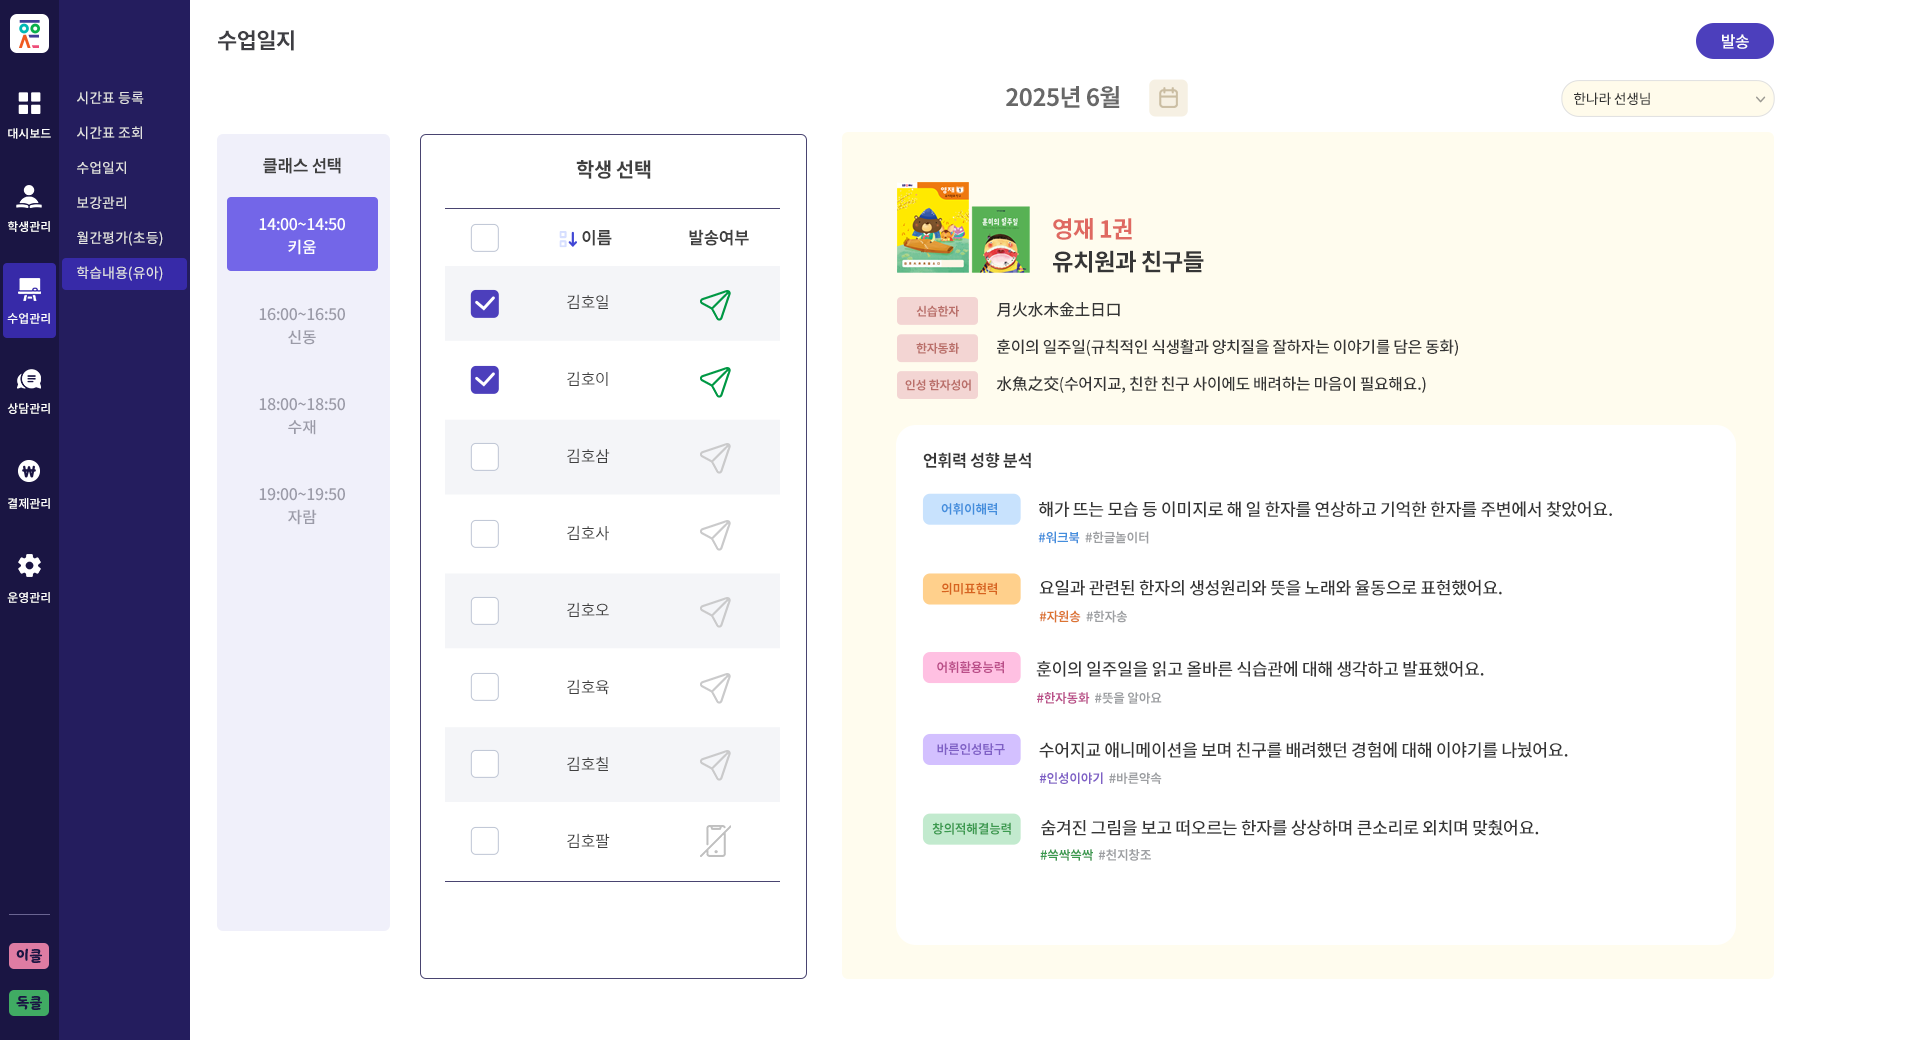 수업일지
발송
대시보드
학생관리
수업관리
상담관리
결제관리
운영관리
이클
독클
시간표 등록
시간표 조회
수업일지
보강관리
월간평가(초등)
학습내용(유아)
2025년 6월
한나라 선생님
클래스 선택
14:00~14:50
키움
16:00~16:50
신동
18:00~18:50
수재
19:00~19:50
자람
학생 선택
이름 발송여부
김호일
김호이
김호삼
김호사
김호오
김호육
김호칠
김호팔
영재 1
훈이의 일주일
영재 1권
유치원과 친구들
신습한자 月火水木金土日口
한자동화 훈이의 일주일(규칙적인 식생활과 양치질을 잘하자는 이야기를 담은 동화)
인성 한자성어 水魚之交(수어지교, 친한 친구 사이에도 배려하는 마음이 필요해요.)
언휘력 성향 분석
어휘이해력 해가 뜨는 모습 등 이미지로 해 일 한자를 연상하고 기억한 한자를 주변에서 찾았어요.
#워크북 #한글놀이터
의미표현력 요일과 관련된 한자의 생성원리와 뜻을 노래와 율동으로 표현했어요.
#자원송 #한자송
어휘활용능력 훈이의 일주일을 읽고 올바른 식습관에 대해 생각하고 발표했어요.
#한자동화 #뜻을 알아요
바른인성탐구 수어지교 애니메이션을 보며 친구를 배려했던 경험에 대해 이야기를 나눴어요.
#인성이야기 #바른약속
창의적해결능력 숨겨진 그림을 보고 떠오르는 한자를 상상하며 큰소리로 외치며 맞췄어요.
#쓱싹쓱싹 #천지창조